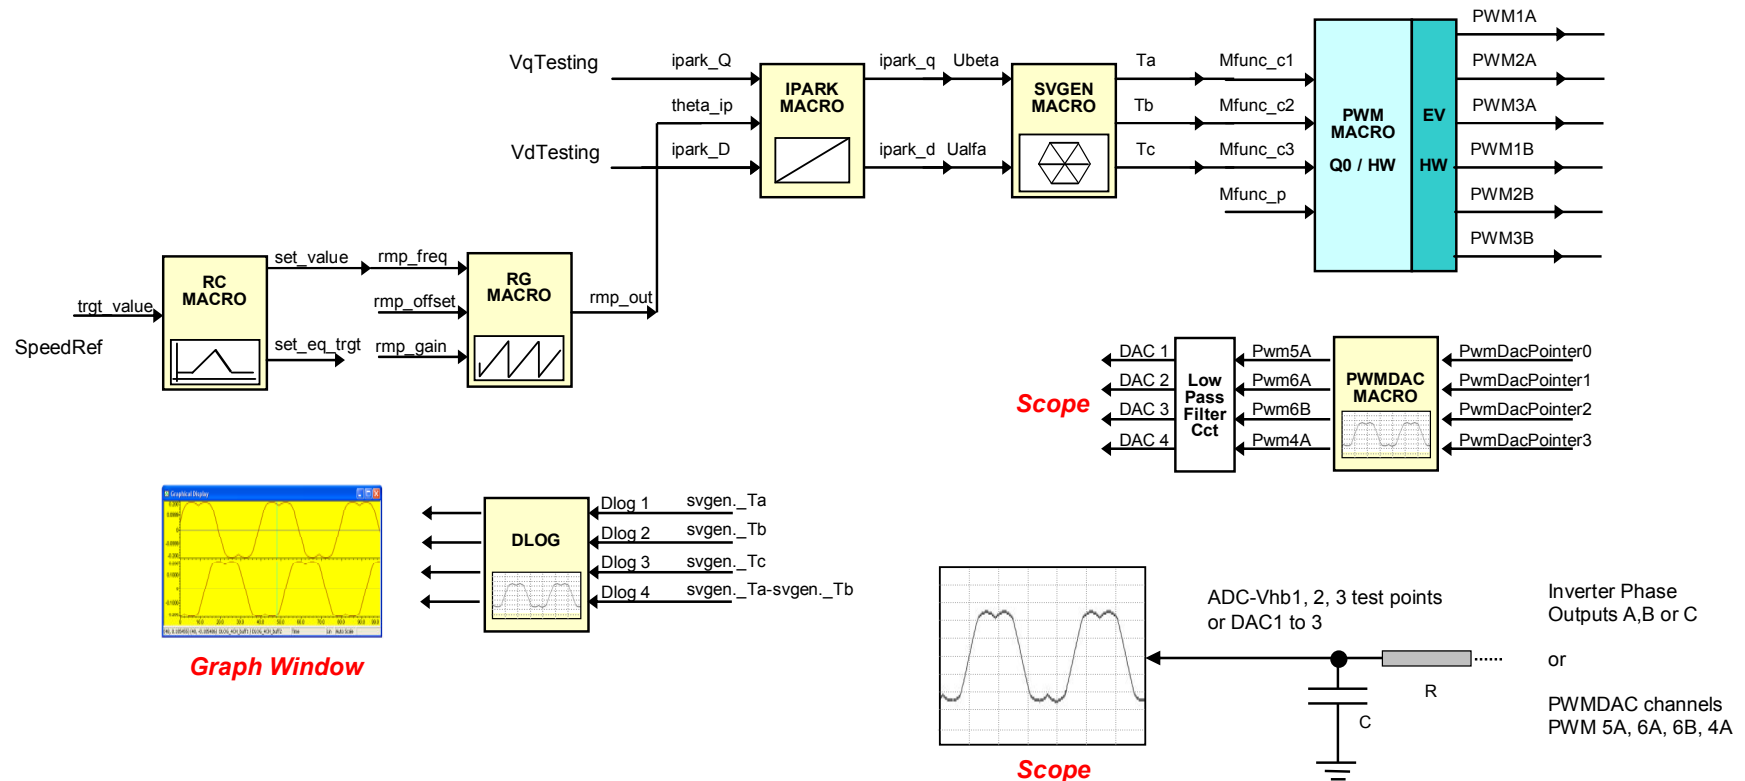 VqTesting
ipark_Q
theta_ip
VdTesting
ipark_D
IPARK
MACRO
ipark_q
Ubeta
ipark_d
Ualfa
SVGEN
MACRO
Ta
Tb
Tc
Mfunc_c1
Mfunc_c2
Mfunc_c3
Mfunc_p
PWM
MACRO
Q0 / HW
EV
HW
PWM1A
PWM2A
PWM3A
PWM1B
PWM2B
PWM3B
trgt_value
SpeedRef
RC
MACRO
set_value
set_eq_trgt
rmp_freq
rmp_offset
rmp_gain
RG
MACRO
rmp_out
Scope
DAC 1
DAC 2
DAC 3
DAC 4
Low
Pass
Filter
Cct
Pwm5A
Pwm6A
Pwm6B
Pwm4A
PWMDAC
MACRO
PwmDacPointer0
PwmDacPointer1
PwmDacPointer2
PwmDacPointer3
Graphical Display
Graph Window
DLOG
Dlog 1
Dlog 2
Dlog 3
Dlog 4
svgen._Ta
svgen._Tb
svgen._Tc
svgen._Ta-svgen._Tb
Scope
ADC-Vhb1, 2, 3 test points
or DAC1 to 3
R
C
Inverter Phase
Outputs A,B or C
or
PWMDAC channels
PWM 5A, 6A, 6B, 4A